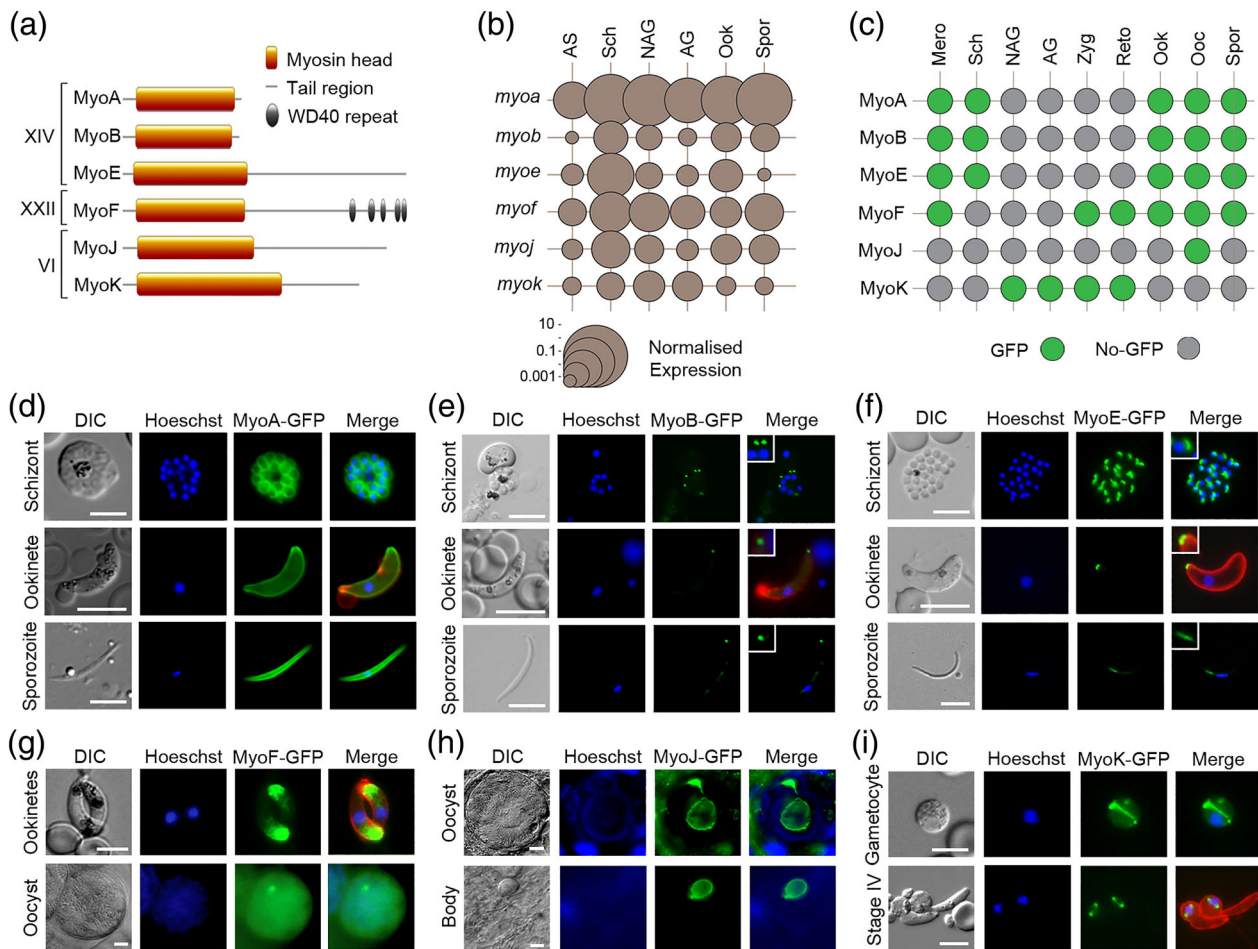 (a)
Myosin head
Tail region
WD40 repeat
XIV
MyoA
MyoB
MyoE
XXII
MyoF
VI
MyoJ
MyoK
(b)
AS Sch NAG AG Ook Spor
myoa
myob
myoe
myof
myoj
myok
10
0.1
0.001
Normalised
Expression
(c)
Mero Sch NAG AG Zyg Reto Ook Ooc Spor
MyoA
MyoB
MyoE
MyoF
MyoJ
MyoK
GFP No-GFP
(d)
DIC Hoeschst MyoA-GFP Merge
Schizont
Ookinete
Sporozoite
(e)
DIC Hoeschst MyoB-GFP Merge
Schizont
Ookinete
Sporozoite
(f)
DIC Hoeschst MyoE-GFP Merge
Schizont
Ookinete
Sporozoite
(g)
DIC Hoeschst MyoF-GFP Merge
Ookinetes
Oocyst
(h)
DIC Hoeschst MyoJ-GFP Merge
Oocyst
Body
(i)
DIC Hoeschst MyoK-GFP Merge
Gametocyte
Stage IV